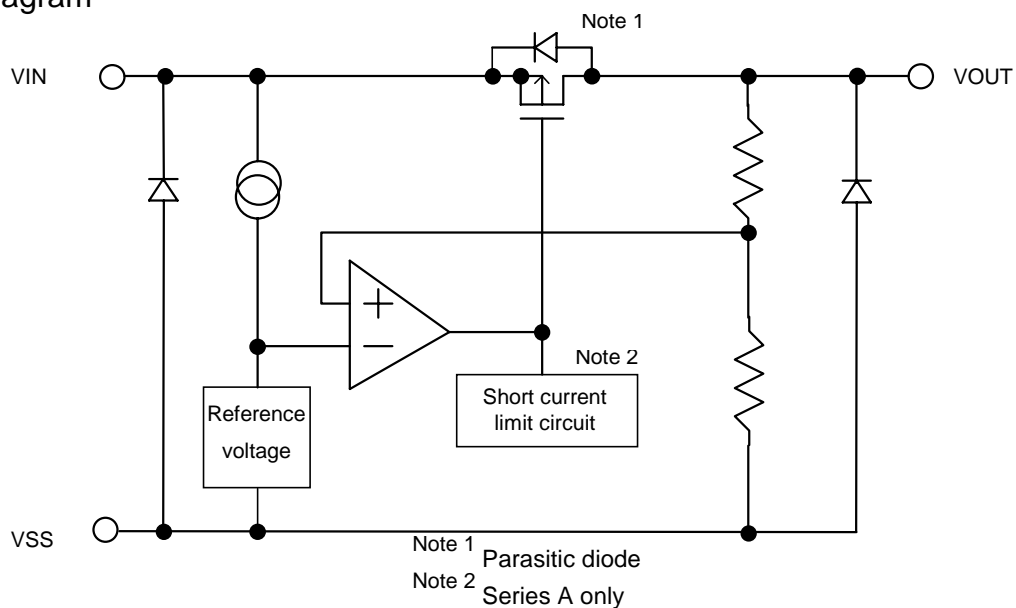 agram
Note 1
VIN
VOUT
+
−
Note 2
Short current
limit circuit
Reference
voltage
VSS
Note 1 Parasitic diode
Note 2 Series A only